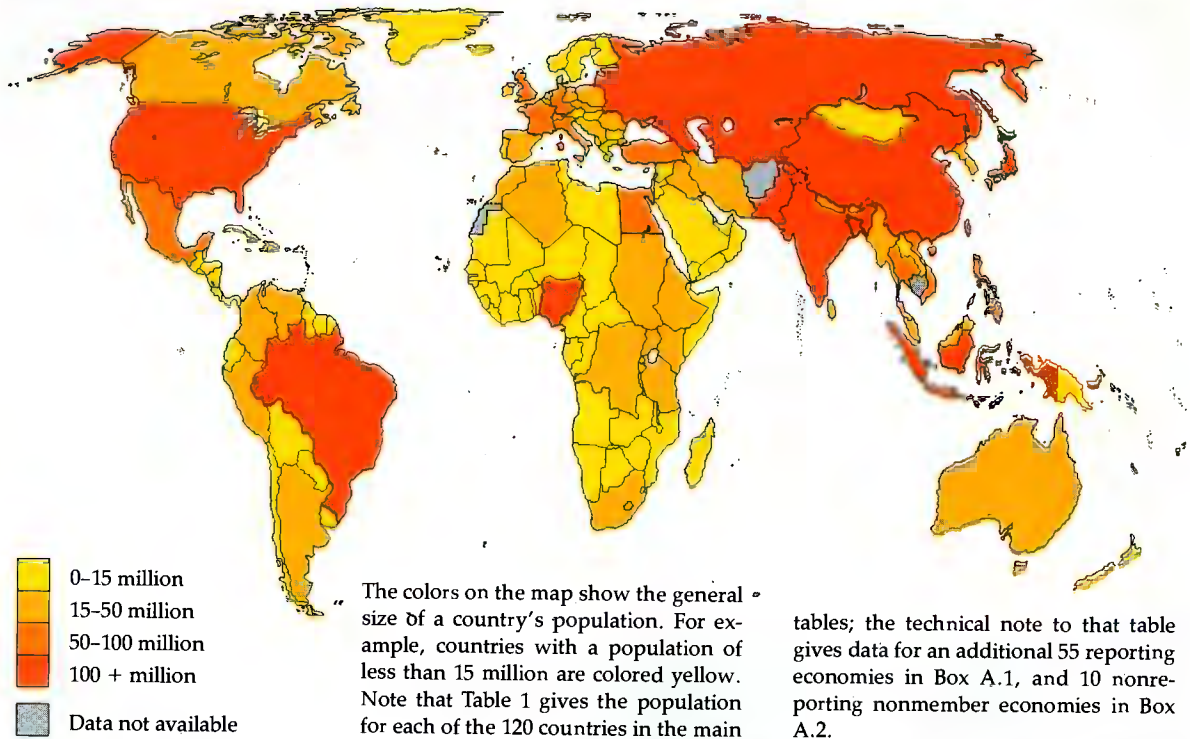 0–15 million
15–50 million
50–100 million
100 + million
Data not available
The colors on the map show the general
size of a country's population. For ex-
ample, countries with a population of
less than 15 million are colored yellow.
Note that Table 1 gives the population
for each of the 120 countries in the main
tables; the technical note to that table
gives data for an additional 55 reporting
economies in Box A.1, and 10 nonre-
porting nonmember economies in Box
A.2.